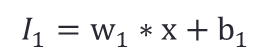 I₁ = w₁ * x + b₁